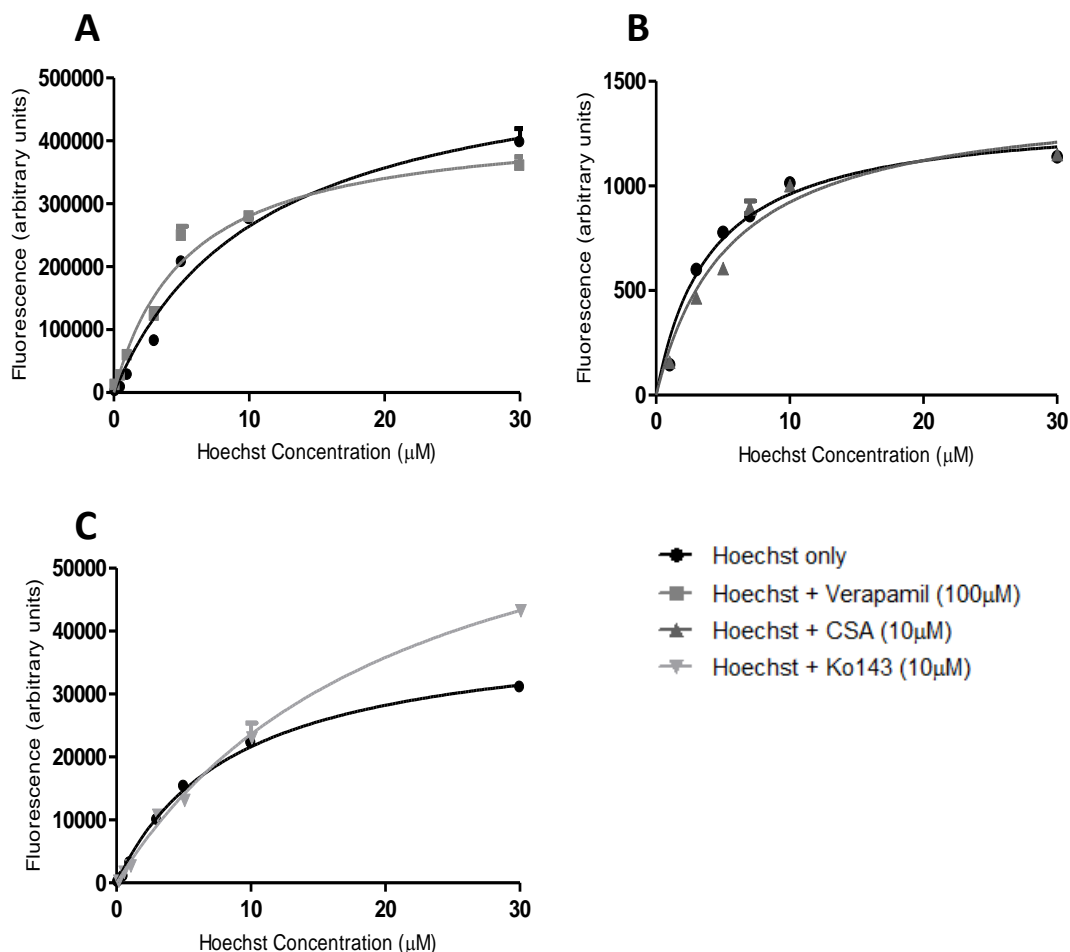 A
Fluorescence (arbitrary units)
500000
400000
300000
200000
100000
0
0 10 20 30
Hoechst Concentration (μM)
B
Fluorescence (arbitrary units)
1500
1000
500
0
0 10 20 30
Hoechst Concentration (μM)
C
Fluorescence (arbitrary units)
50000
40000
30000
20000
10000
0
0 10 20 30
Hoechst Concentration (μM)
Hoechst only
Hoechst + Verapamil (100μM)
Hoechst + CSA (10μM)
Hoechst + Ko143 (10μM)